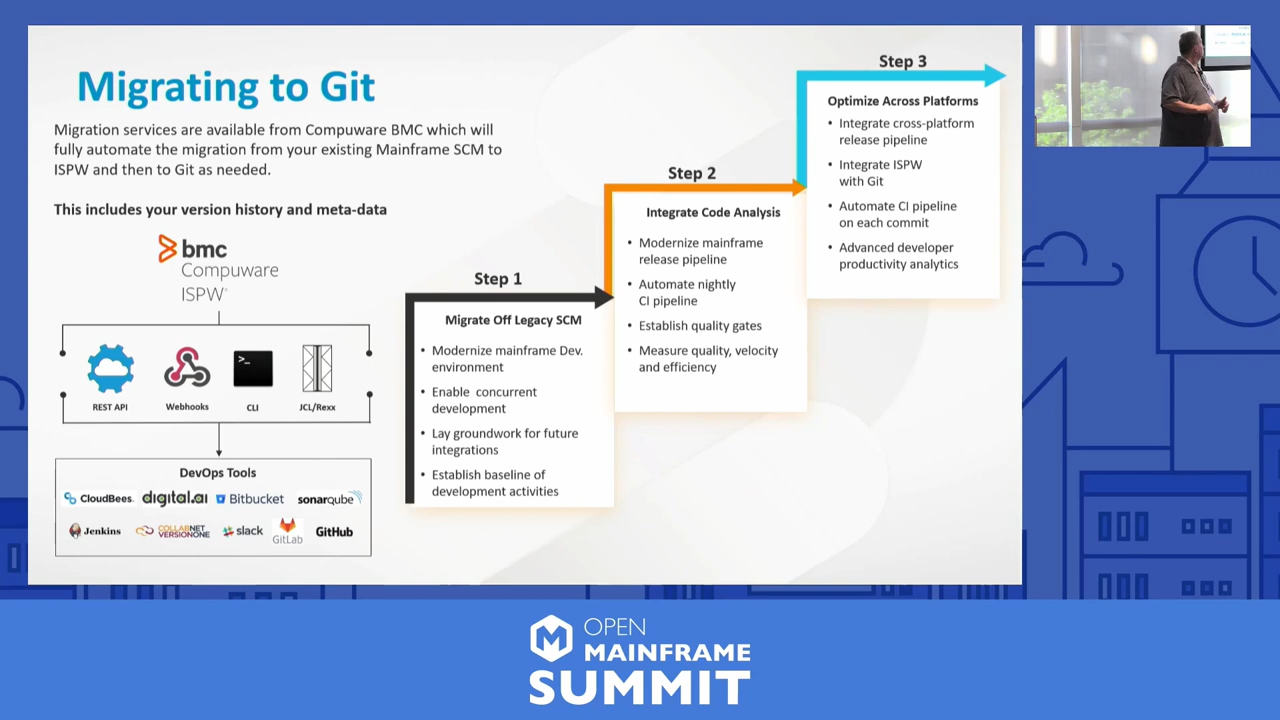 Migrating to Git
Migration services are available from Compuware BMC which will
fully automate the migration from your existing Mainframe SCM to
ISPW and then to Git as needed.
This includes your version history and meta-data
bmc
Compuware
ISPW
REST API
Webhooks
>_
CLI
JCL/Rexx
DevOps Tools
CloudBees.
digital.ai
Bitbucket
sonarqube
Jenkins
COLLABNET
VERSIONONE
slack
GitLab
GitHub
Step 1
Migrate Off Legacy SCM
• Modernize mainframe Dev.
environment
• Enable concurrent
development
• Lay groundwork for future
integrations
• Establish baseline of
development activities
Step 2
Integrate Code Analysis
• Modernize mainframe
release pipeline
• Automate nightly
CI pipeline
• Establish quality gates
• Measure quality, velocity
and efficiency
Step 3
Optimize Across Platforms
• Integrate cross-platform
release pipeline
• Integrate ISPW
with Git
• Automate CI pipeline
on each commit
• Advanced developer
productivity analytics
OPEN
MAINFRAME
SUMMIT